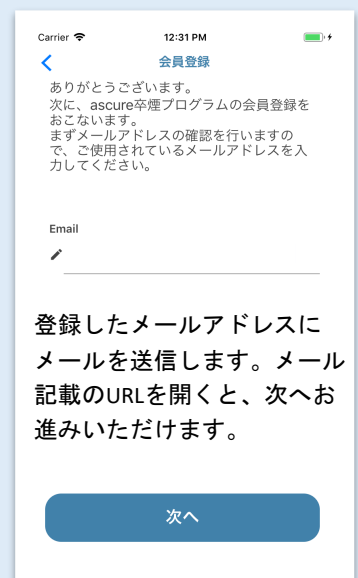 Carrier 12:31 PM
会員登録
ありがとうございます。
次に、ascure卒煙プログラムの会員登録を
おこないます。
まずメールアドレスの確認を行いますの
で、ご使用されているメールアドレスを入
力してください。
Email
登録したメールアドレスに
メールを送信します。メール
記載のURLを開くと、次へお
進みいただけます。
次へ